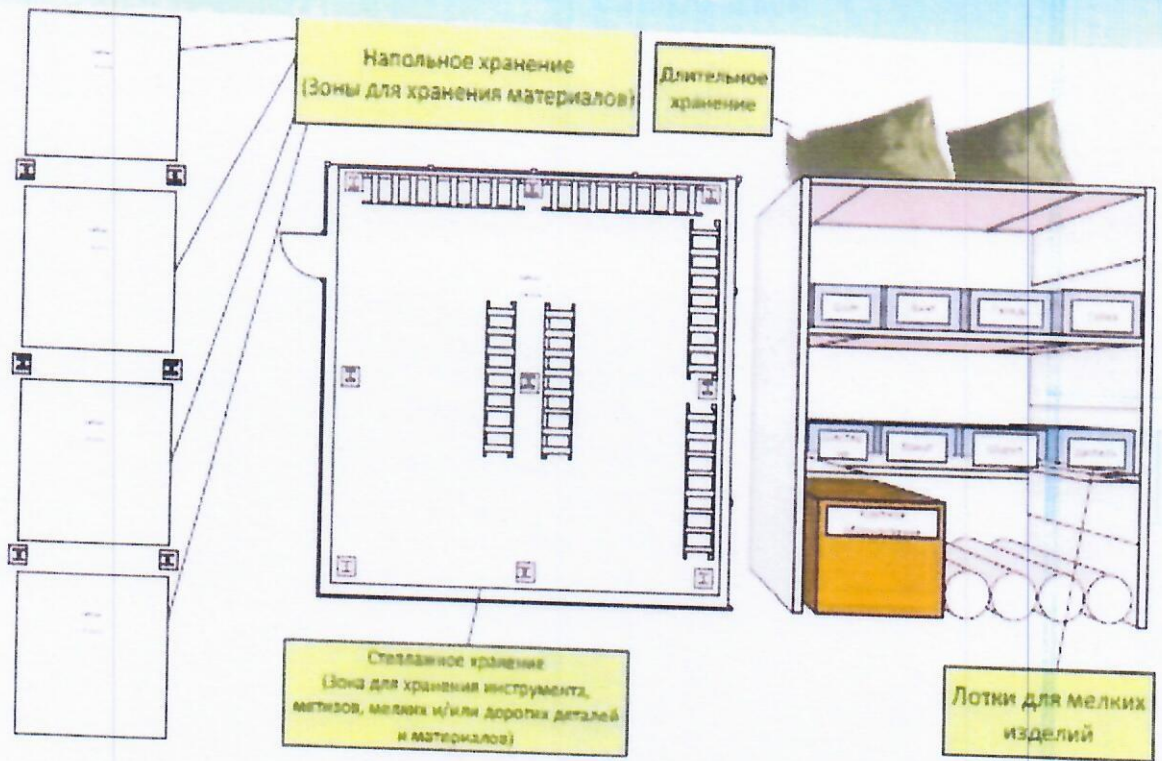 Напольное хранение
(Зоны для хранения материалов)
Длительное
хранение
Стеллажное хранение
(Зона для хранения инструмента,
метизов, мелких и/или дорогих деталей
и материалов)
Лотки для мелких
изделий